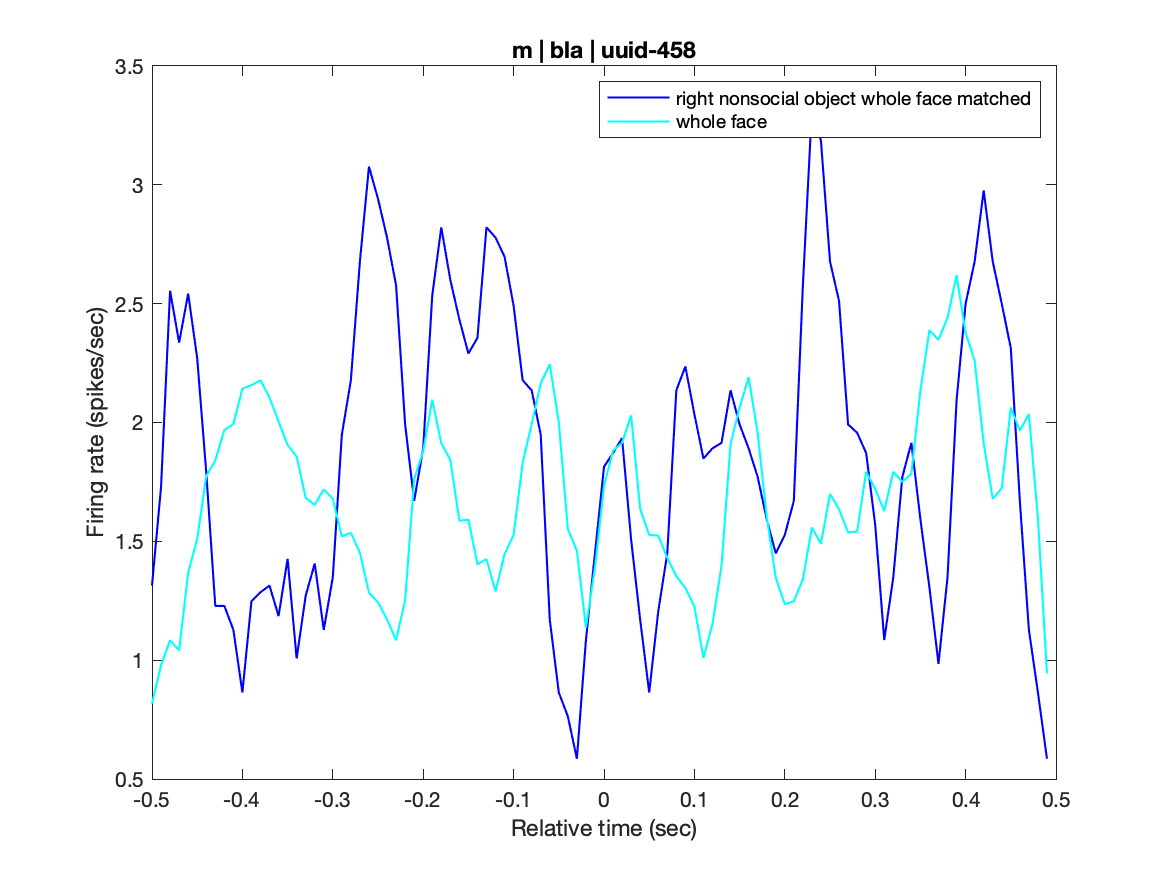 m | bla | uuid-458
3.5
right nonsocial object whole face matched
whole face
3
2.5
2
1.5
1
0.5
Firing rate (spikes/sec)
-0.5 -0.4 -0.3 -0.2 -0.1 0 0.1 0.2 0.3 0.4 0.5
Relative time (sec)